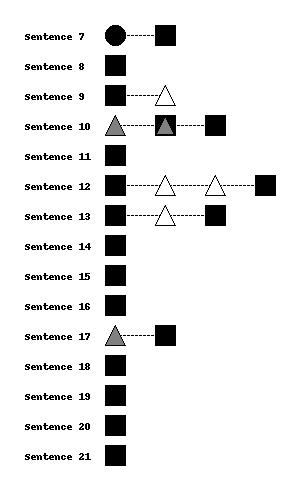 Sentence 7
Sentence 8
Sentence 9
Sentence 10
Sentence 11
Sentence 12
Sentence 13
Sentence 14
Sentence 15
Sentence 16
Sentence 17
Sentence 18
Sentence 19
Sentence 20
Sentence 21